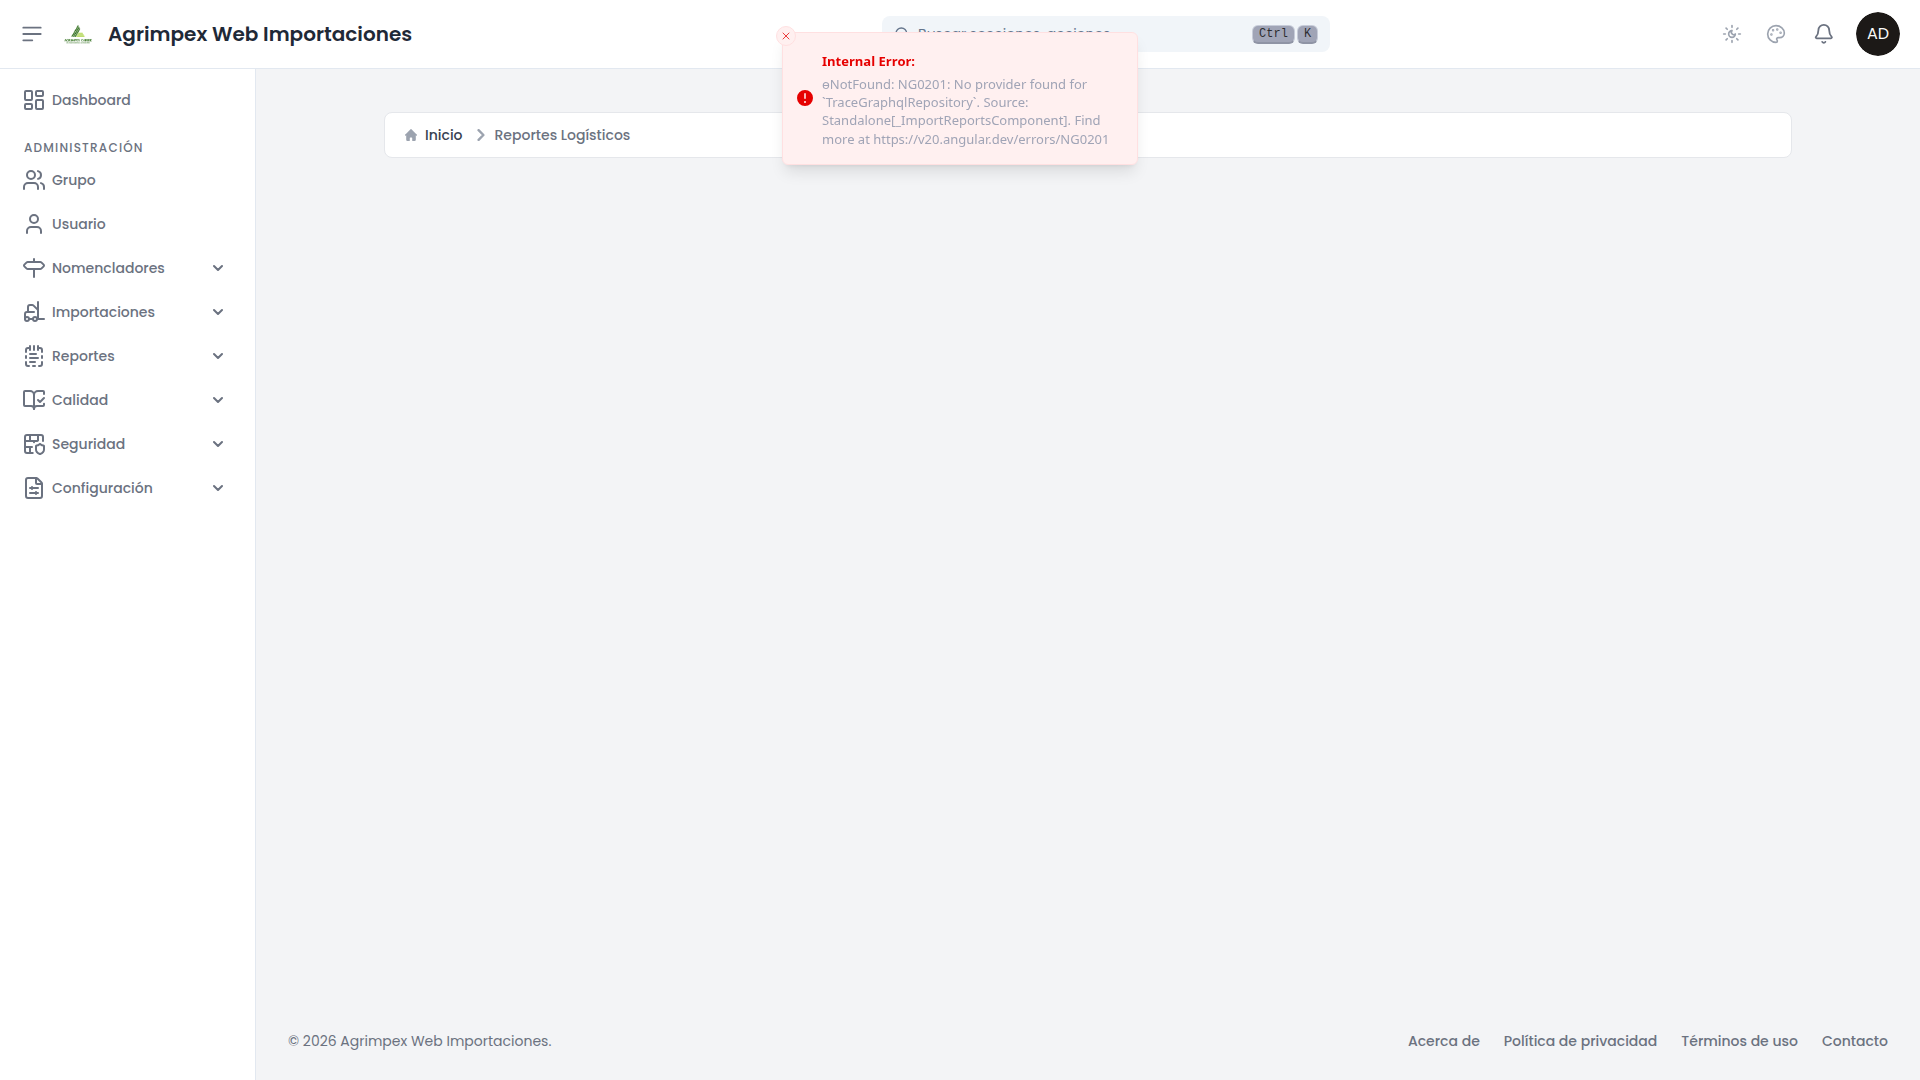 Agrimpex Web Importaciones
Ctrl K
AD
Internal Error:
ɵNotFound: NG0201: No provider found for
`TraceGraphqlRepository`. Source:
Standalone[_ImportReportsComponent]. Find
more at https://v20.angular.dev/errors/NG0201
Inicio
Reportes Logísticos
Dashboard
ADMINISTRACIÓN
Grupo
Usuario
Nomencladores
Importaciones
Reportes
Calidad
Seguridad
Configuración
© 2026 Agrimpex Web Importaciones.
Acerca de
Política de privacidad
Términos de uso
Contacto